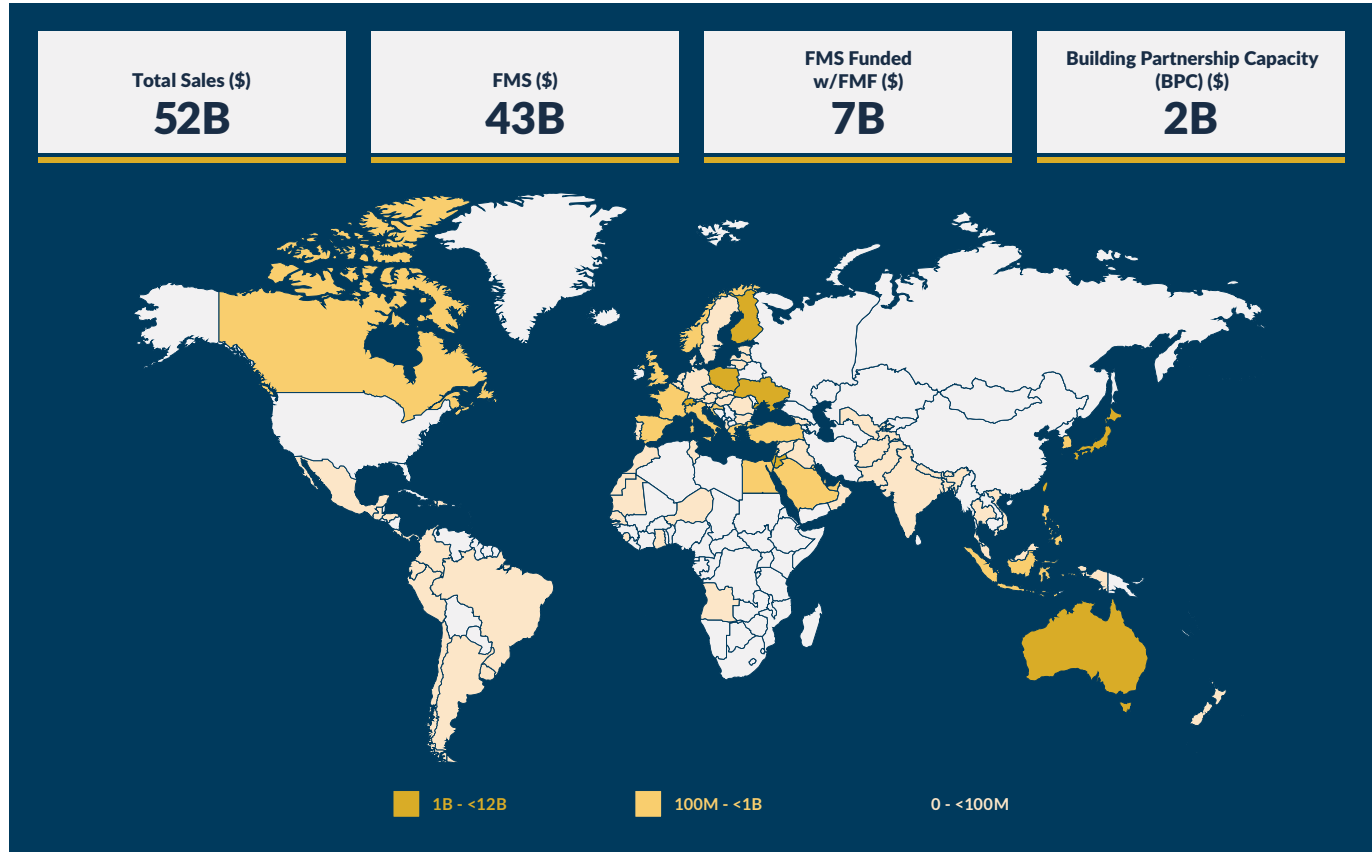 Total Sales ($)
52B
FMS ($)
43B
FMS Funded
w/FMF ($)
7B
Building Partnership Capacity
(BPC) ($)
2B
1B - <12B
100M - <1B
0 - <100M